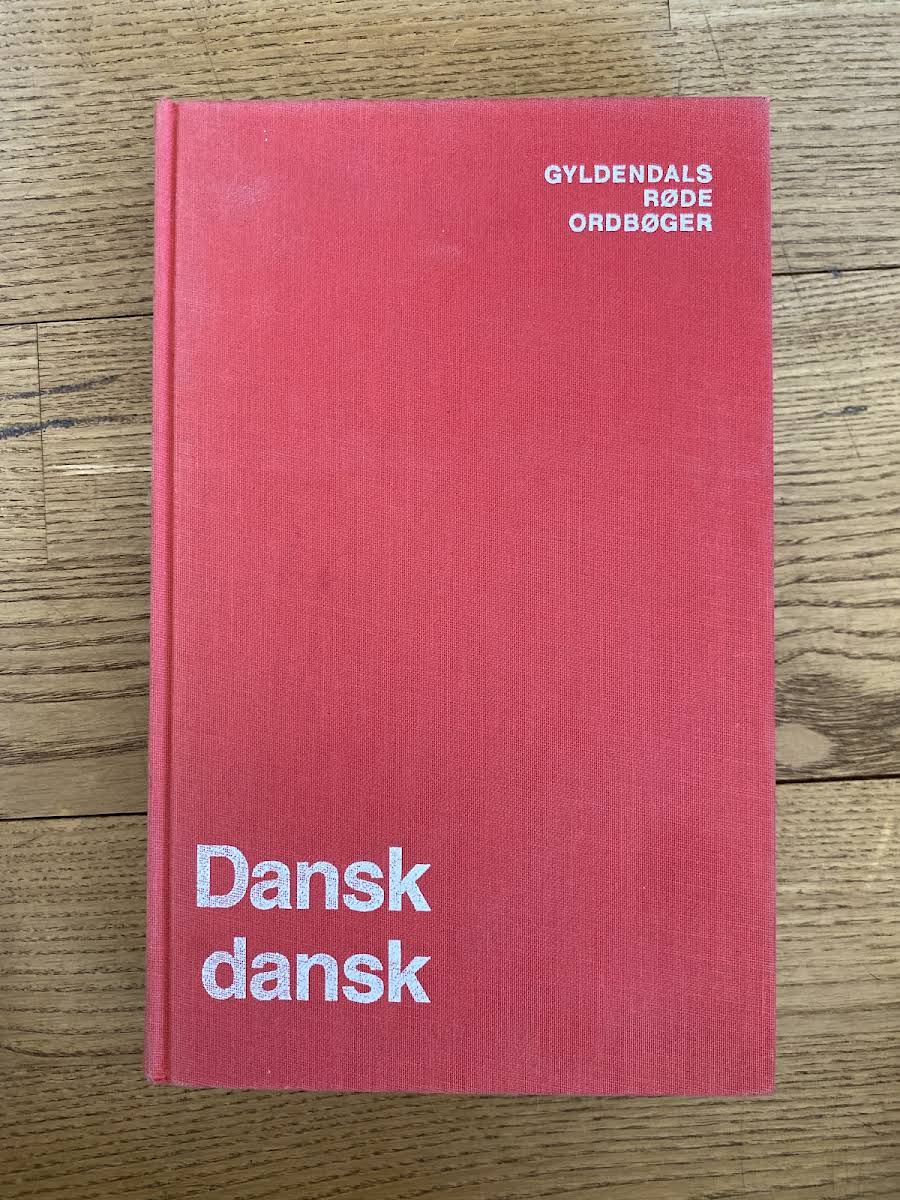 GYLDENDALS
RØDE
ORDBØGER
Dansk
dansk